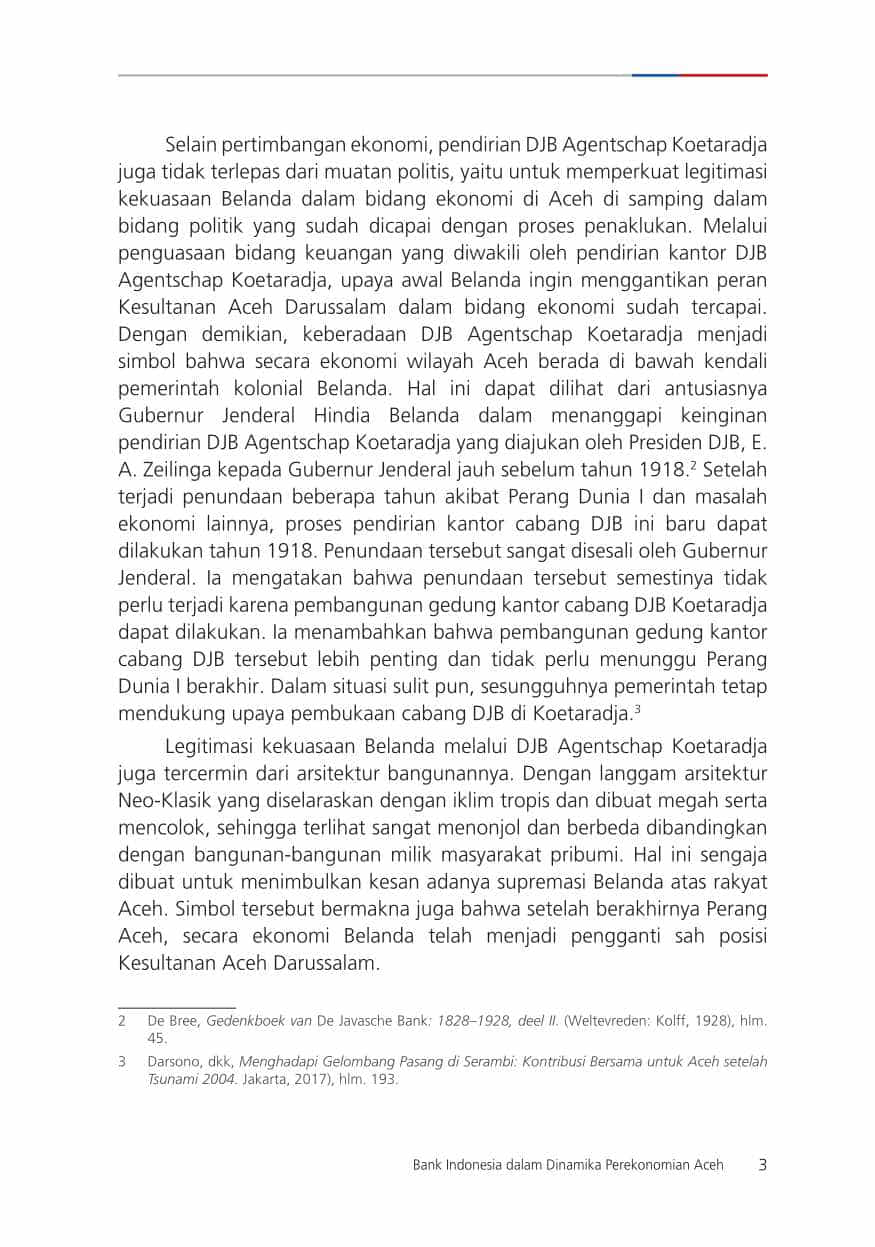 Selain pertimbangan ekonomi, pendirian DJB Agentschap Koetaradja
juga tidak terlepas dari muatan politis, yaitu untuk memperkuat legitimasi
kekuasaan Belanda dalam bidang ekonomi di Aceh di samping dalam
bidang politik yang sudah dicapai dengan proses penaklukan. Melalui
penguasaan bidang keuangan yang diwakili oleh pendirian kantor DJB
Agentschap Koetaradja, upaya awal Belanda ingin menggantikan peran
Kesultanan Aceh Darussalam dalam bidang ekonomi sudah tercapai.
Dengan demikian, keberadaan DJB Agentschap Koetaradja menjadi
simbol bahwa secara ekonomi wilayah Aceh berada di bawah kendali
pemerintah kolonial Belanda. Hal ini dapat dilihat dari antusiasnya
Gubernur Jenderal Hindia Belanda dalam menanggapi keinginan
pendirian DJB Agentschap Koetaradja yang diajukan oleh Presiden DJB, E.
A. Zeilinga kepada Gubernur Jenderal jauh sebelum tahun 1918.² Setelah
terjadi penundaan beberapa tahun akibat Perang Dunia I dan masalah
ekonomi lainnya, proses pendirian kantor cabang DJB ini baru dapat
dilakukan tahun 1918. Penundaan tersebut sangat disesali oleh Gubernur
Jenderal. Ia mengatakan bahwa penundaan tersebut semestinya tidak
perlu terjadi karena pembangunan gedung kantor cabang DJB Koetaradja
dapat dilakukan. Ia menambahkan bahwa pembangunan gedung kantor
cabang DJB tersebut lebih penting dan tidak perlu menunggu Perang
Dunia I berakhir. Dalam situasi sulit pun, sesungguhnya pemerintah tetap
mendukung upaya pembukaan cabang DJB di Koetaradja.³
Legitimasi kekuasaan Belanda melalui DJB Agentschap Koetaradja
juga tercermin dari arsitektur bangunannya. Dengan langgam arsitektur
Neo-Klasik yang diselaraskan dengan iklim tropis dan dibuat megah serta
mencolok, sehingga terlihat sangat menonjol dan berbeda dibandingkan
dengan bangunan-bangunan milik masyarakat pribumi. Hal ini sengaja
dibuat untuk menimbulkan kesan adanya supremasi Belanda atas rakyat
Aceh. Simbol tersebut bermakna juga bahwa setelah berakhirnya Perang
Aceh, secara ekonomi Belanda telah menjadi pengganti sah posisi
Kesultanan Aceh Darussalam.
2 De Bree, Gedenkboek van De Javasche Bank: 1828–1928, deel II. (Weltevreden: Kolff, 1928), hlm.
45.
3 Darsono, dkk, Menghadapi Gelombang Pasang di Serambi: Kontribusi Bersama untuk Aceh setelah
Tsunami 2004. Jakarta, 2017), hlm. 193.
Bank Indonesia dalam Dinamika Perekonomian Aceh 3